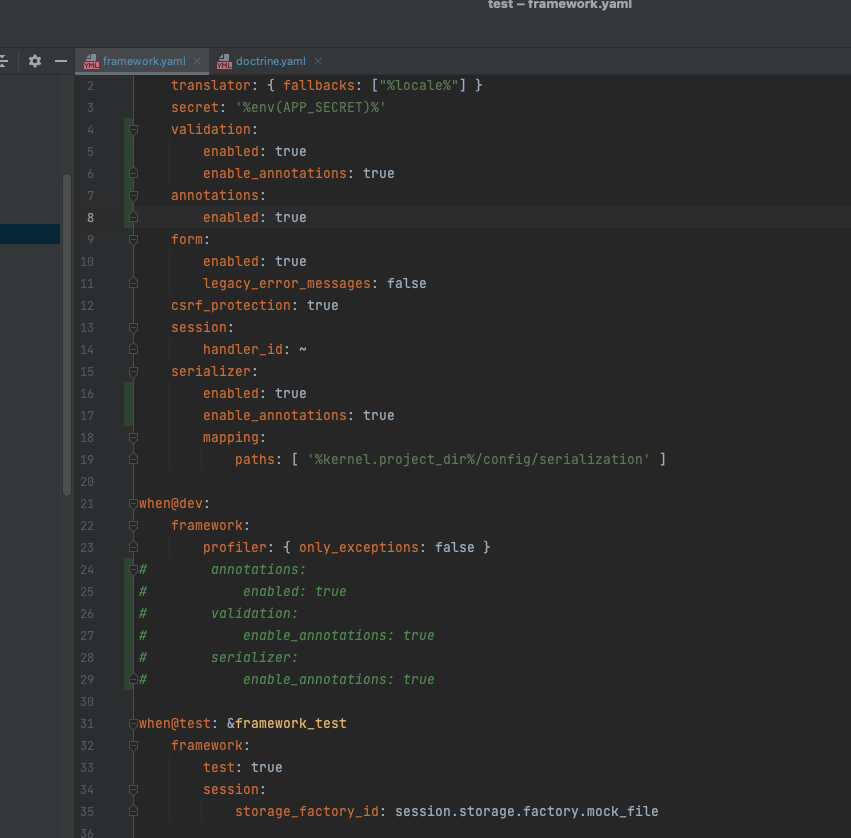 test – framework.yaml
framework.yaml
doctrine.yaml
2 translator: { fallbacks: ["%locale%"] }
3 secret: '%env(APP_SECRET)%'
4 validation:
5 enabled: true
6 enable_annotations: true
7 annotations:
8 enabled: true
9 form:
10 enabled: true
11 legacy_error_messages: false
12 csrf_protection: true
13 session:
14 handler_id: ~
15 serializer:
16 enabled: true
17 enable_annotations: true
18 mapping:
19 paths: [ '%kernel.project_dir%/config/serialization' ]
20
21 when@dev:
22 framework:
23 profiler: { only_exceptions: false }
24 # annotations:
25 # enabled: true
26 # validation:
27 # enable_annotations: true
28 # serializer:
29 # enable_annotations: true
30
31 when@test: &framework_test
32 framework:
33 test: true
34 session:
35 storage_factory_id: session.storage.factory.mock_file
36